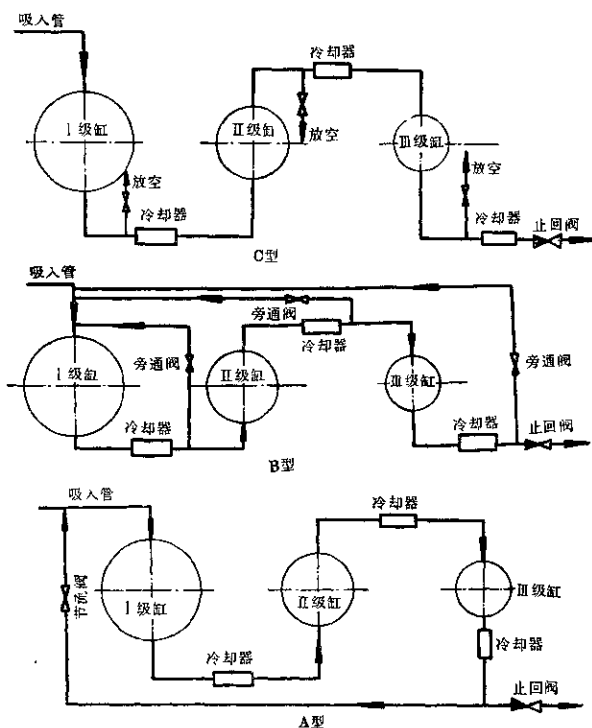 吸入管
冷却器
Ⅰ级缸
Ⅱ级缸
放空
Ⅲ级缸
放空
放空
冷却器
冷却器
止回阀
C型
吸入管
旁通阀
冷却器
Ⅰ级缸
旁通阀
Ⅱ级缸
Ⅲ级缸
旁通阀
冷却器
冷却器
止回阀
B型
吸入管
冷却器
节流阀
Ⅰ级缸
Ⅱ级缸
Ⅲ级缸
冷却器
冷却器
止回阀
A型